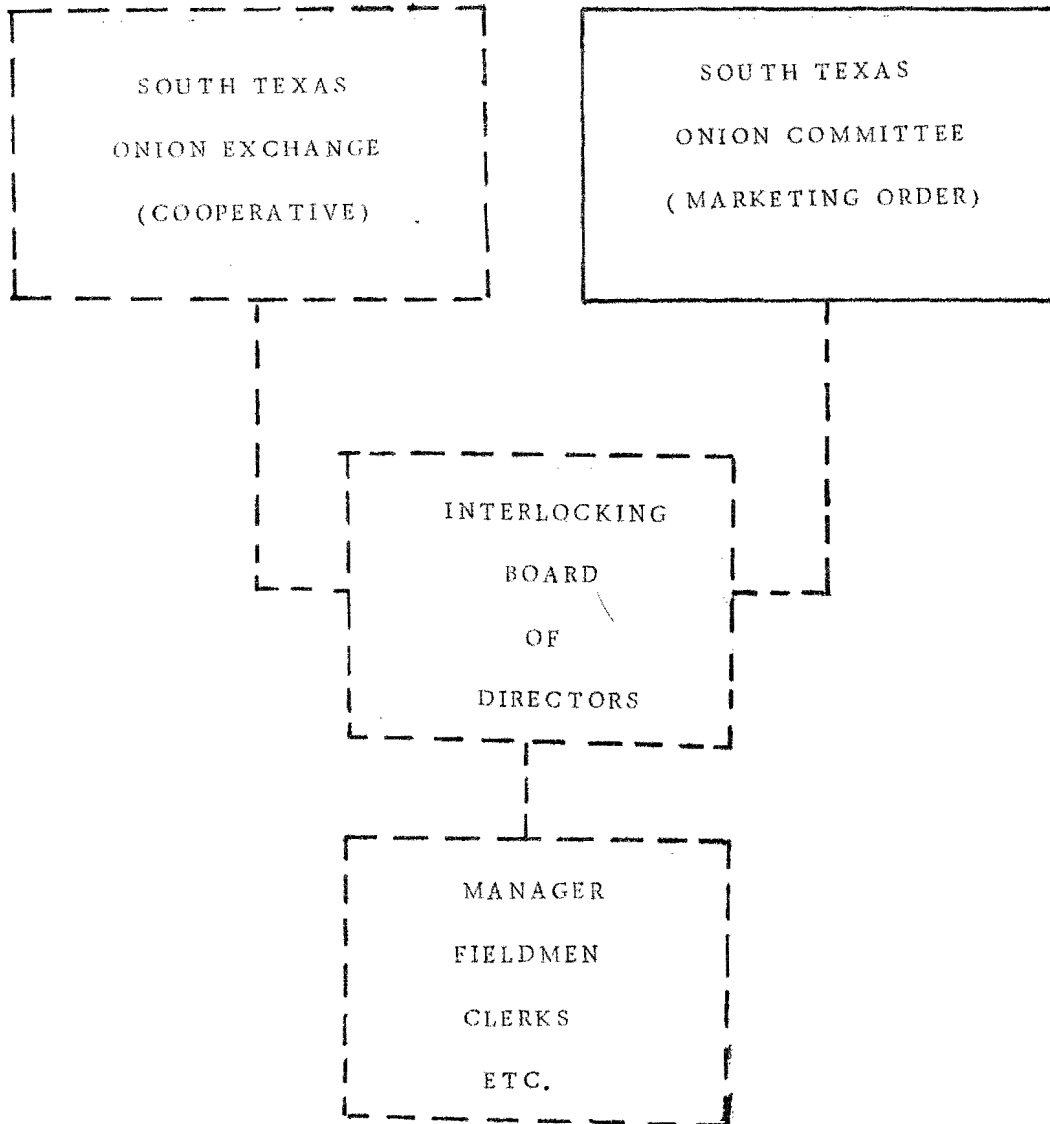 SOUTH TEXAS
ONION EXCHANGE
(COOPERATIVE)
SOUTH TEXAS
ONION COMMITTEE
(MARKETING ORDER)
INTERLOCKING
BOARD
OF
DIRECTORS
MANAGER
FIELDMEN
CLERKS
ETC.